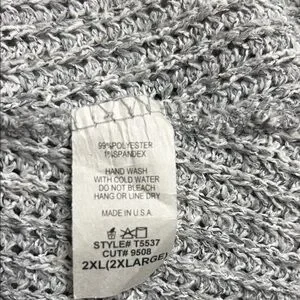 99%POLYESTER
1%SPANDEX
HAND WASH
WITH COLD WATER
DO NOT BLEACH
HANG OR LINE DRY
MADE IN U.S.A.
STYLE# T5537
CUT# 9508
2XL(2XLARGE)